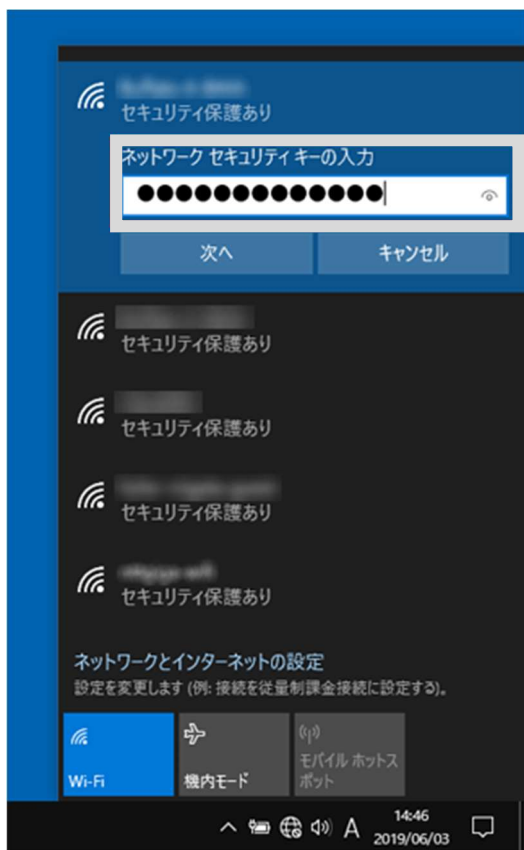 セキュリティ保護あり
ネットワーク セキュリティ キーの入力
●●●●●●●●●●●●●
次へ
キャンセル
セキュリティ保護あり
セキュリティ保護あり
セキュリティ保護あり
セキュリティ保護あり
ネットワークとインターネットの設定
設定を変更します (例: 接続を従量制課金接続に設定する)。
Wi-Fi
機内モード
モバイル ホットス
ポット
A
14:46
2019/06/03